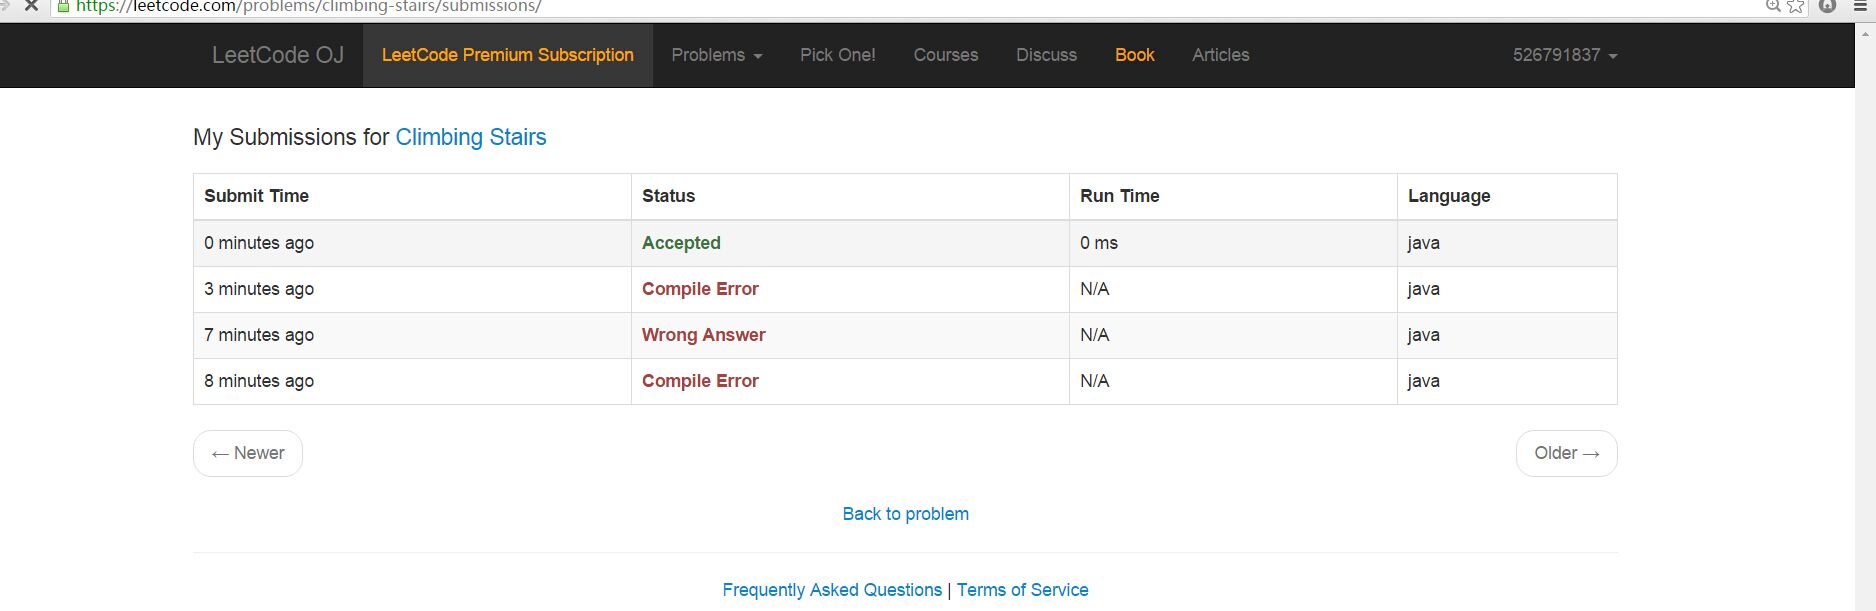 https://leetcode.com/problems/climbing-stairs/submissions/
LeetCode OJ LeetCode Premium Subscription Problems Pick One! Courses Discuss Book Articles 526791837
My Submissions for Climbing Stairs
Submit Time Status Run Time Language
0 minutes ago Accepted 0 ms java
3 minutes ago Compile Error N/A java
7 minutes ago Wrong Answer N/A java
8 minutes ago Compile Error N/A java
← Newer Older →
Back to problem
Frequently Asked Questions | Terms of Service